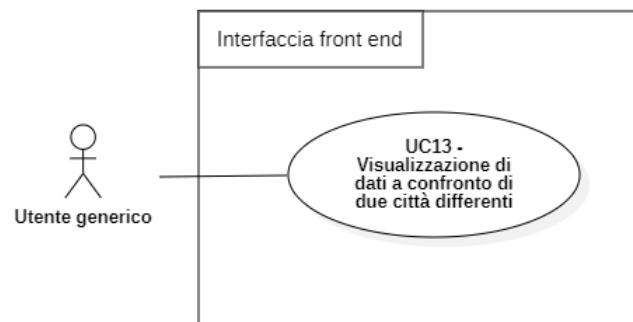 Interfaccia front end
UC13 -
Visualizzazione di
dati a confronto di
due città differenti
Utente generico